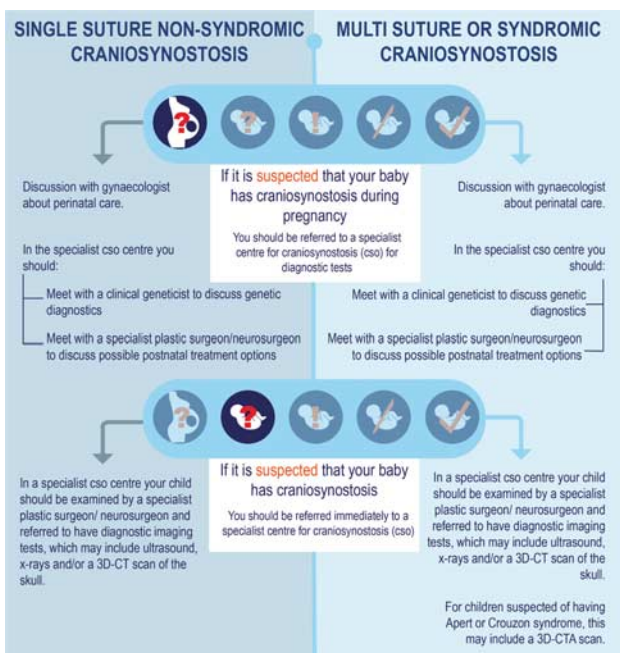 SINGLE SUTURE NON-SYNDROMIC
CRANIOSYNOSTOSIS
MULTI SUTURE OR SYNDROMIC
CRANIOSYNOSTOSIS
?
?
!
Discussion with gynaecologist
about perinatal care.
In the specialist cso centre you
should:
Meet with a clinical geneticist to discuss genetic
diagnostics
Meet with a specialist plastic surgeon/neurosurgeon
to discuss possible postnatal treatment options
If it is suspected that your baby
has craniosynostosis during
pregnancy
You should be referred to a specialist
centre for craniosynostosis (cso) for
diagnostic tests
Discussion with gynaecologist
about perinatal care.
In the specialist cso centre you
should:
Meet with a clinical geneticist to discuss genetic
diagnostics
Meet with a specialist plastic surgeon/neurosurgeon
to discuss possible postnatal treatment options
?
?
!
In a specialist cso centre your child
should be examined by a specialist
plastic surgeon/ neurosurgeon and
referred to have diagnostic imaging
tests, which may include ultrasound,
x-rays and/or a 3D-CT scan of the
skull.
If it is suspected that your baby
has craniosynostosis
You should be referred immediately to a
specialist centre for craniosynostosis (cso)
In a specialist cso centre your child
should be examined by a specialist
plastic surgeon/ neurosurgeon and
referred to have diagnostic imaging
tests, which may include ultrasound,
x-rays and/or a 3D-CT scan of the
skull.
For children suspected of having
Apert or Crouzon syndrome, this
may include a 3D-CTA scan.